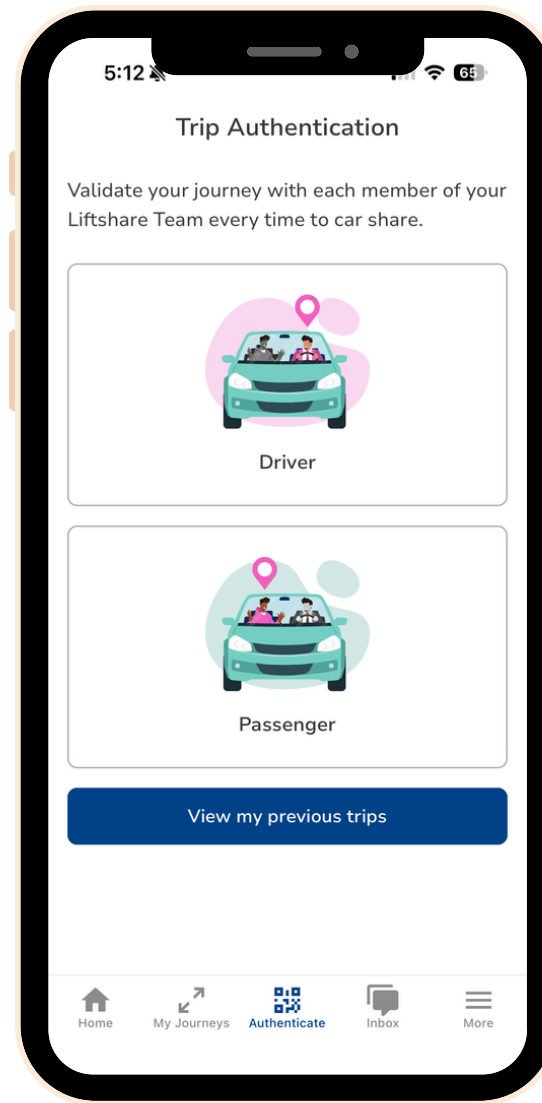 5:12
65
Trip Authentication
Validate your journey with each member of your
Liftshare Team every time to car share.
Driver
Passenger
View my previous trips
Home
My Journeys
Authenticate
Inbox
More